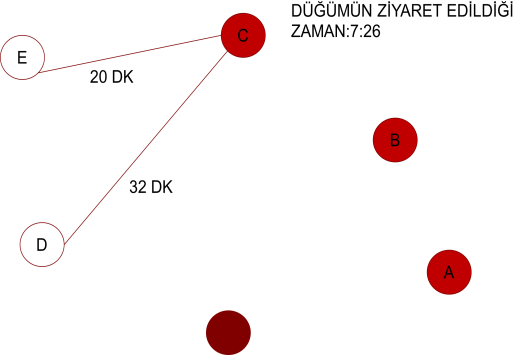 DÜĞÜMÜN ZİYARET EDİLDİĞİ
ZAMAN:7:26
C
E
20 DK
B
32 DK
D
A